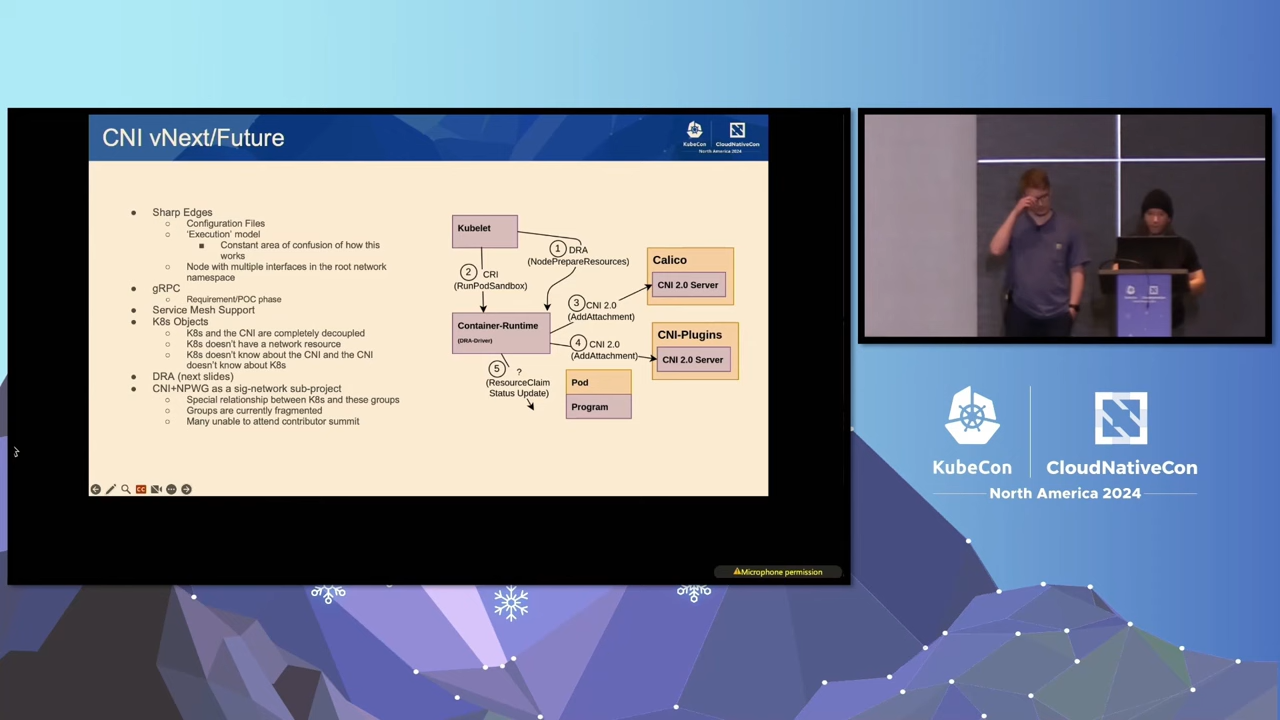 CNI vNext/Future
KubeCon
CloudNativeCon
North America 2024
Sharp Edges
Configuration Files
'Execution' model
Constant area of confusion of how this
works
Node with multiple interfaces in the root network
namespace
gRPC
Requirement/POC phase
Service Mesh Support
K8s Objects
K8s and the CNI are completely decoupled
K8s doesn't have a network resource
K8s doesn't know about the CNI and the CNI
doesn't know about K8s
DRA (next slides)
CNI+NPWG as a sig-network sub-project
Special relationship between K8s and these groups
Groups are currently fragmented
Many unable to attend contributor summit
Kubelet
1 DRA
(NodePrepareResources)
2 CRI
(RunPodSandbox)
Calico
CNI 2.0 Server
3 CNI 2.0
(AddAttachment)
Container-Runtime
(DRA-Driver)
4 CNI 2.0
(AddAttachment)
CNI-Plugins
CNI 2.0 Server
5 ?
(ResourceClaim
Status Update)
Pod
Program
CC
Microphone permission
KubeCon
CloudNativeCon
North America 2024